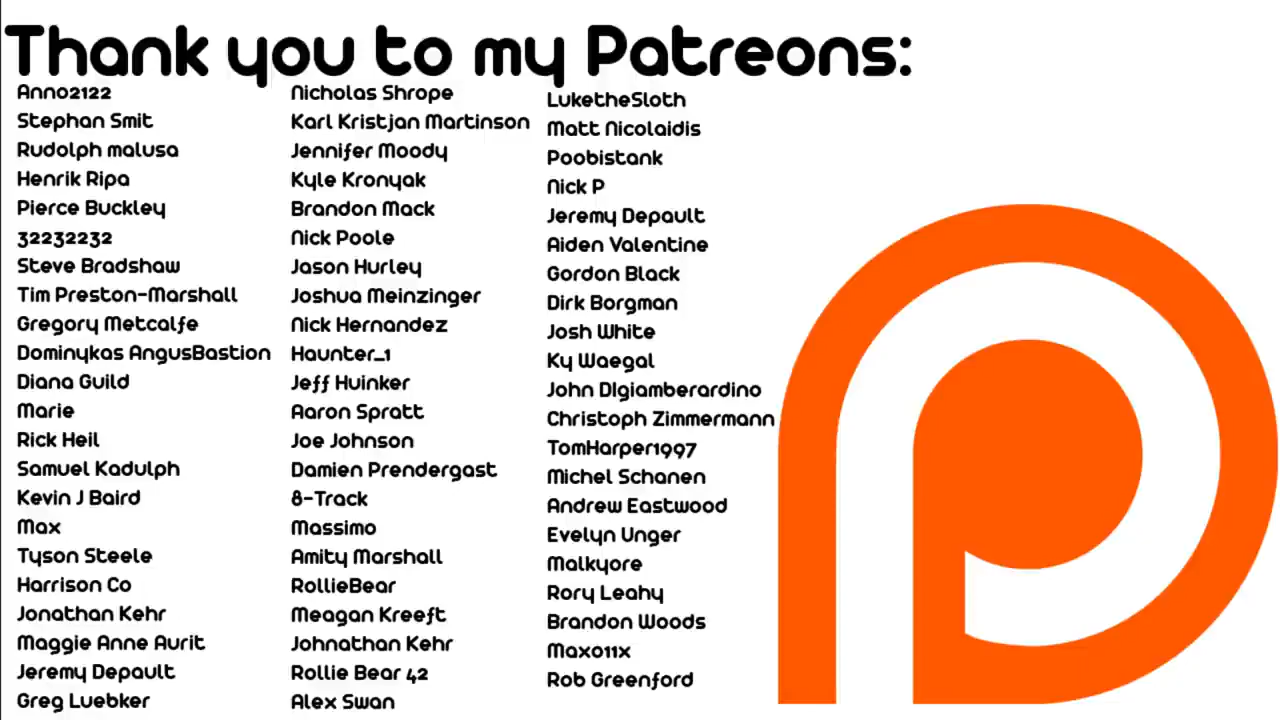 Thank you to my Patreons:
Anno2122
Stephan Smit
Rudolph malusa
Henrik Ripa
Pierce Buckley
32232232
Steve Bradshaw
Tim Preston-Marshall
Gregory Metcalfe
Dominykas AngusBastion
Diana Guild
Marie
Rick Heil
Samuel Kadulph
Kevin J Baird
Max
Tyson Steele
Harrison Co
Jonathan Kehr
Maggie Anne Aurit
Jeremy Depault
Greg Luebker
Nicholas Shrope
Karl Kristjan Martinson
Jennifer Moody
Kyle Kronyak
Brandon Mack
Nick Poole
Jason Hurley
Joshua Meinzinger
Nick Hernandez
Haunter_1
Jeff Huinker
Aaron Spratt
Joe Johnson
Damien Prendergast
8-Track
Massimo
Amity Marshall
RollieBear
Meagan Kreeft
Johnathan Kehr
Rollie Bear 42
Alex Swan
LuketheSloth
Matt Nicolaidis
Poobistank
Nick P
Jeremy Depault
Aiden Valentine
Gordon Black
Dirk Borgman
Josh White
Ky Waegal
John DIgiamberardino
Christoph Zimmermann
TomHarper1997
Michel Schanen
Andrew Eastwood
Evelyn Unger
Malkyore
Rory Leahy
Brandon Woods
Max011x
Rob Greenford